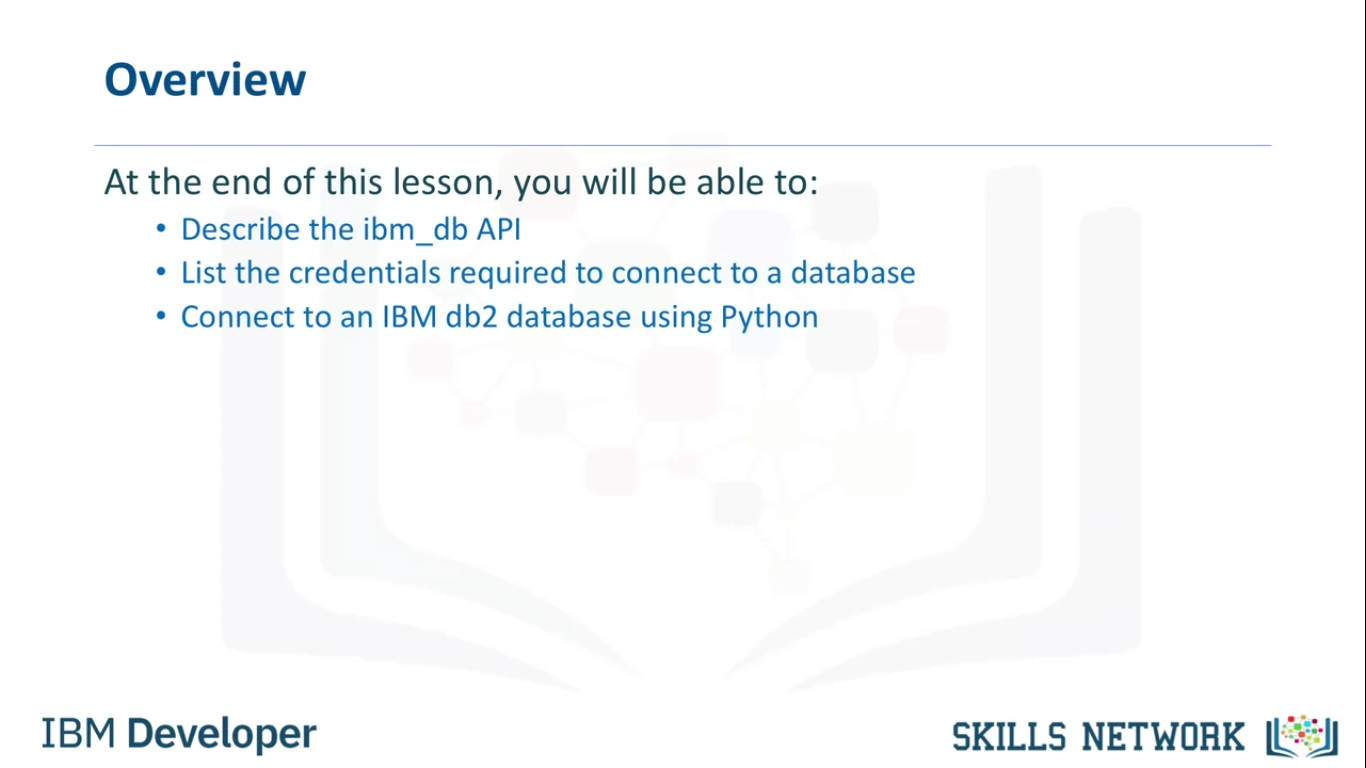 Overview
At the end of this lesson, you will be able to:
• Describe the ibm_db API
• List the credentials required to connect to a database
• Connect to an IBM db2 database using Python
IBM Developer
SKILLS NETWORK